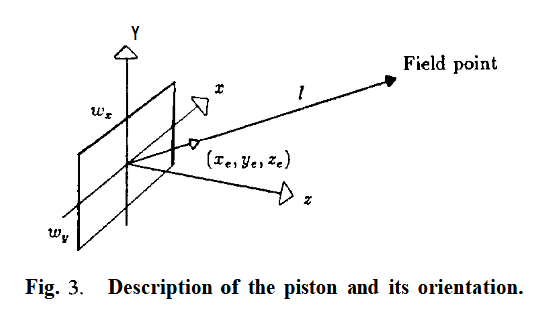 Y
x
w_x
l
Field point
(x_e, y_e, z_e)
z
w_y
Fig. 3. Description of the piston and its orientation.